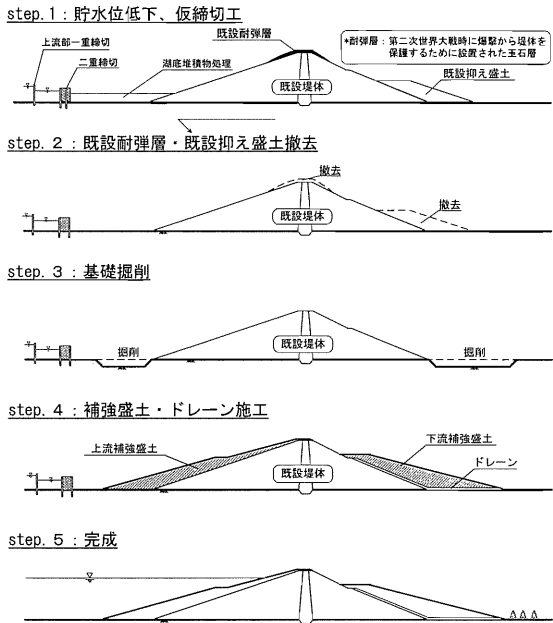 step.1：貯水位低下、仮締切工
既設耐弾層
*耐弾層：第二次世界大戦時に爆撃から堤体を
保護するために設置された玉石層
上流部一重締切
二重締切
湖底堆積物処理
既設抑え盛土
既設堤体
step.2：既設耐弾層・既設抑え盛土撤去
撤去
撤去
既設堤体
step.3：基礎掘削
掘削
既設堤体
掘削
step.4：補強盛土・ドレーン施工
上流補強盛土
下流補強盛土
ドレーン
既設堤体
step.5：完成